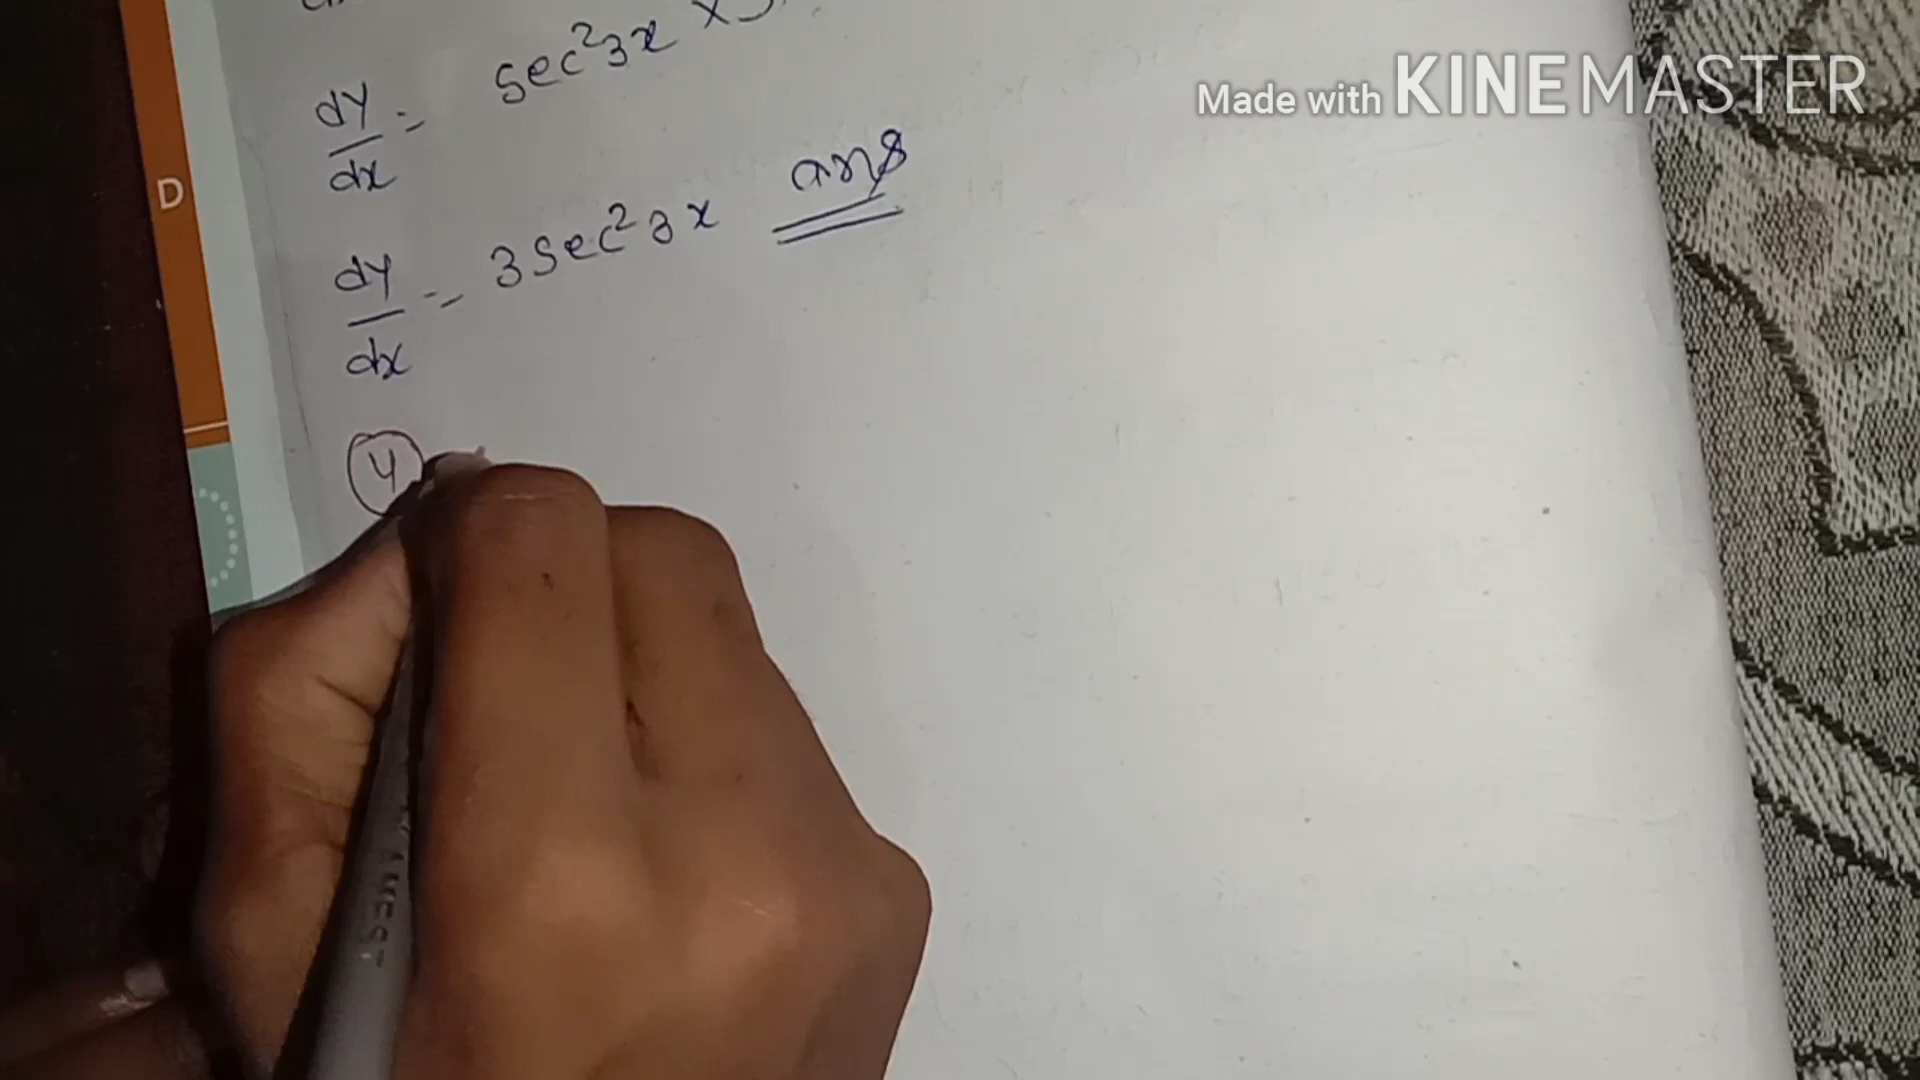 Made with KINEMASTER
dy/dx = sec²3x ×
D
dy/dx = 3sec²3x ans
4